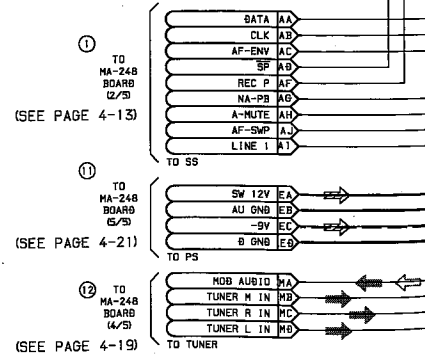 ① TO MA-248 BOARD (2/5)
(SEE PAGE 4-13)
DATA AA
CLK AB
AF-ENV AC
SP AD
REC P AF
NA-PB AG
A-MUTE AH
AF-SWP AJ
LINE 1 AI
TO SS
⑪ TO MA-248 BOARD (5/5)
(SEE PAGE 4-21)
SW 12V EA
AU GND EB
-9V EC
D GND ED
TO PS
⑫ TO MA-248 BOARD (4/5)
(SEE PAGE 4-19)
MOD AUDIO MA
TUNER M IN MB
TUNER R IN MC
TUNER L IN MD
TO TUNER